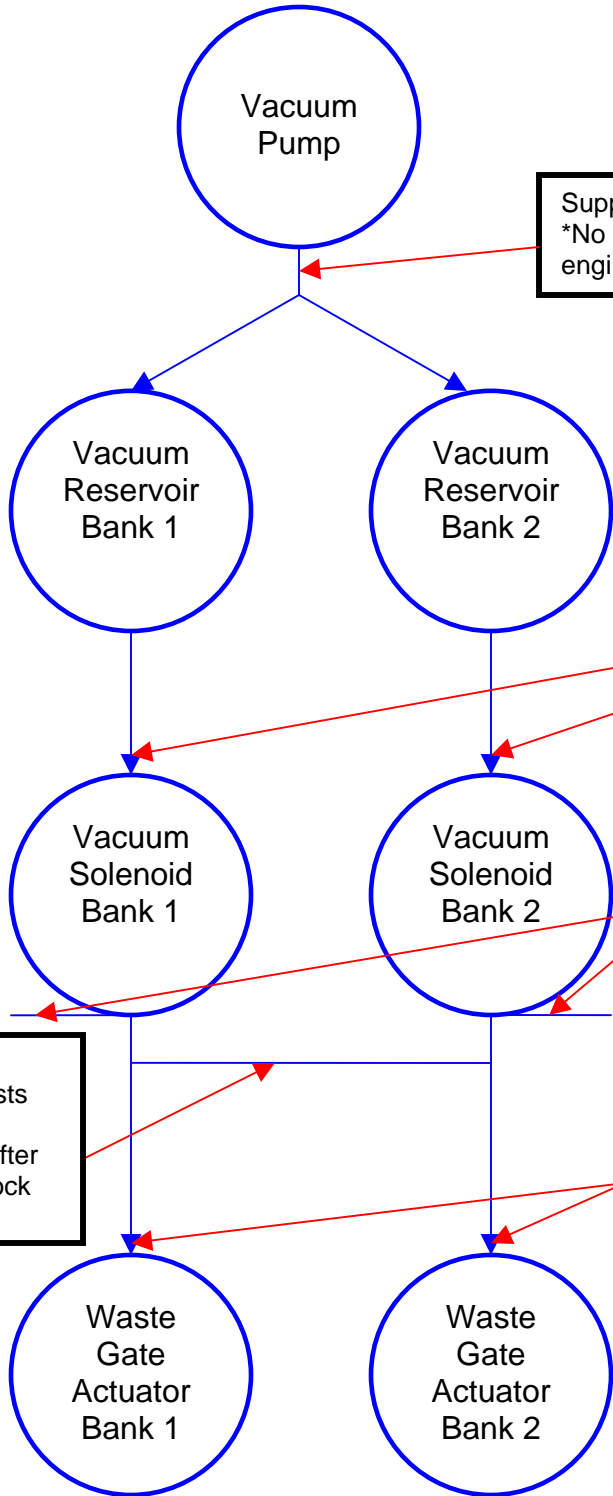 Vacuum
Pump
Supp
*No
engi
Vacuum
Reservoir
Bank 1
Vacuum
Reservoir
Bank 2
Vacuum
Solenoid
Bank 1
Vacuum
Solenoid
Bank 2
sts
fter
ock
Waste
Gate
Actuator
Bank 1
Waste
Gate
Actuator
Bank 2